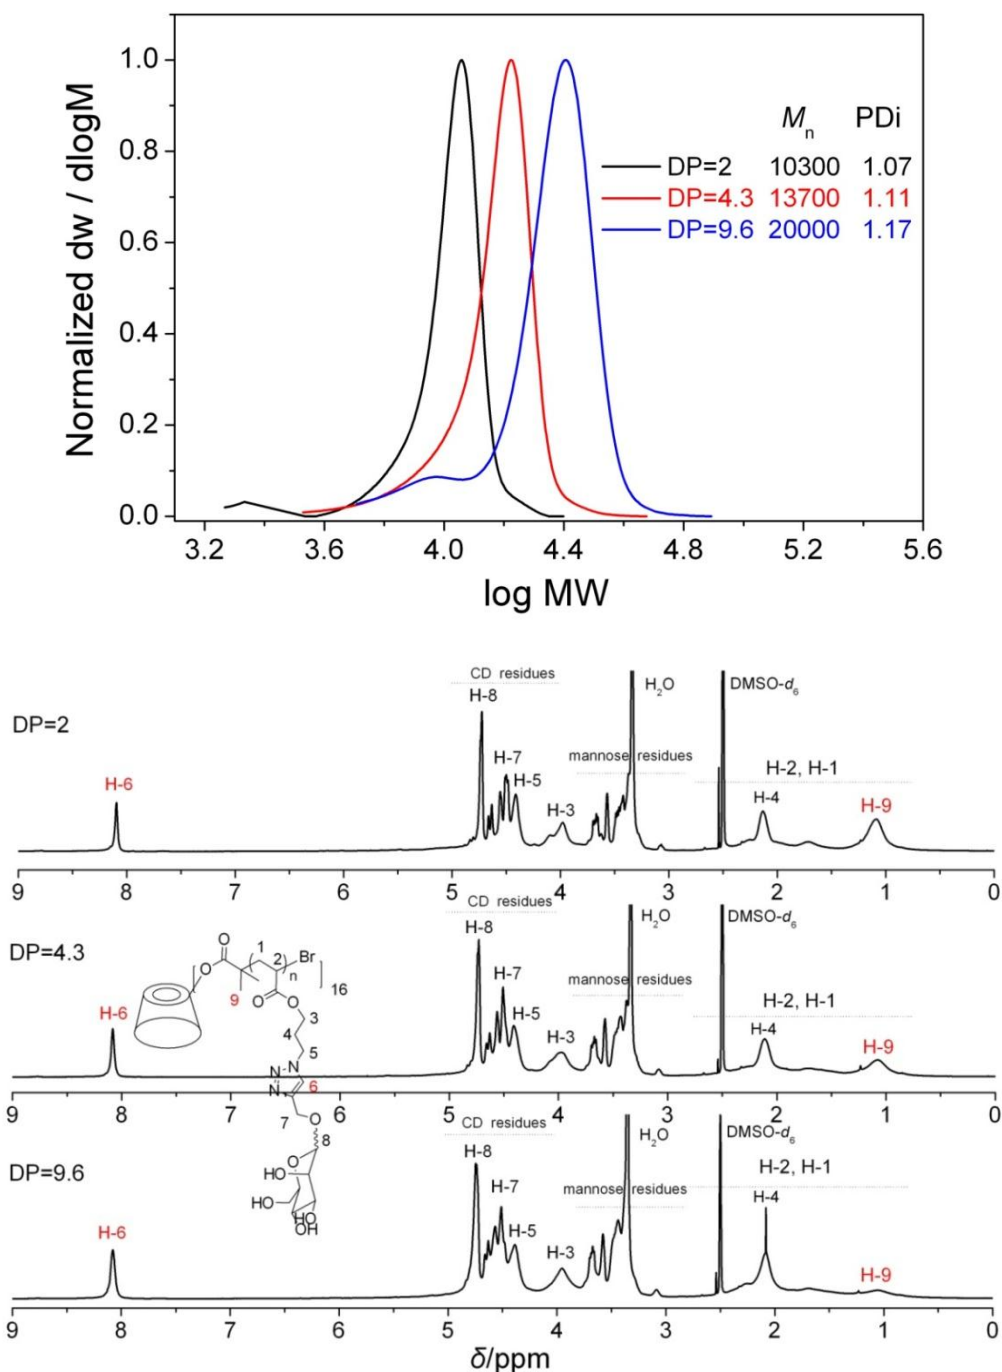 Normalized dw / dlogM
1.0
0.8
0.6
0.4
0.2
0.0
Mn PDi
DP=2 10300 1.07
DP=4.3 13700 1.11
DP=9.6 20000 1.17
3.2 3.6 4.0 4.4 4.8 5.2 5.6
log MW
DP=2
H-6
CD residues
H-8
H-7
H-5
H-3
mannose residues
H2O
DMSO-d6
H-2, H-1
H-4
H-9
9 8 7 6 5 4 3 2 1 0
DP=4.3
H-6
CD residues
H-8
H-7
H-5
H-3
mannose residues
H2O
DMSO-d6
H-2, H-1
H-4
H-9
O
O
1
2
n
Br
16
9
O
O
3
4
5
N
N
N
6
7
O
8
O
HO
OH
HO
HO
OH
9 8 7 6 5 4 3 2 1 0
DP=9.6
H-6
CD residues
H-8
H-7
H-5
H-3
mannose residues
H2O
DMSO-d6
H-2, H-1
H-4
H-9
9 8 7 6 5 4 3 2 1 0
δ/ppm